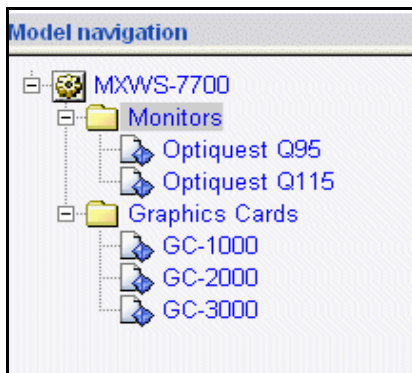 Model navigation
MXWS-7700
Monitors
Optiquest Q95
Optiquest Q115
Graphics Cards
GC-1000
GC-2000
GC-3000